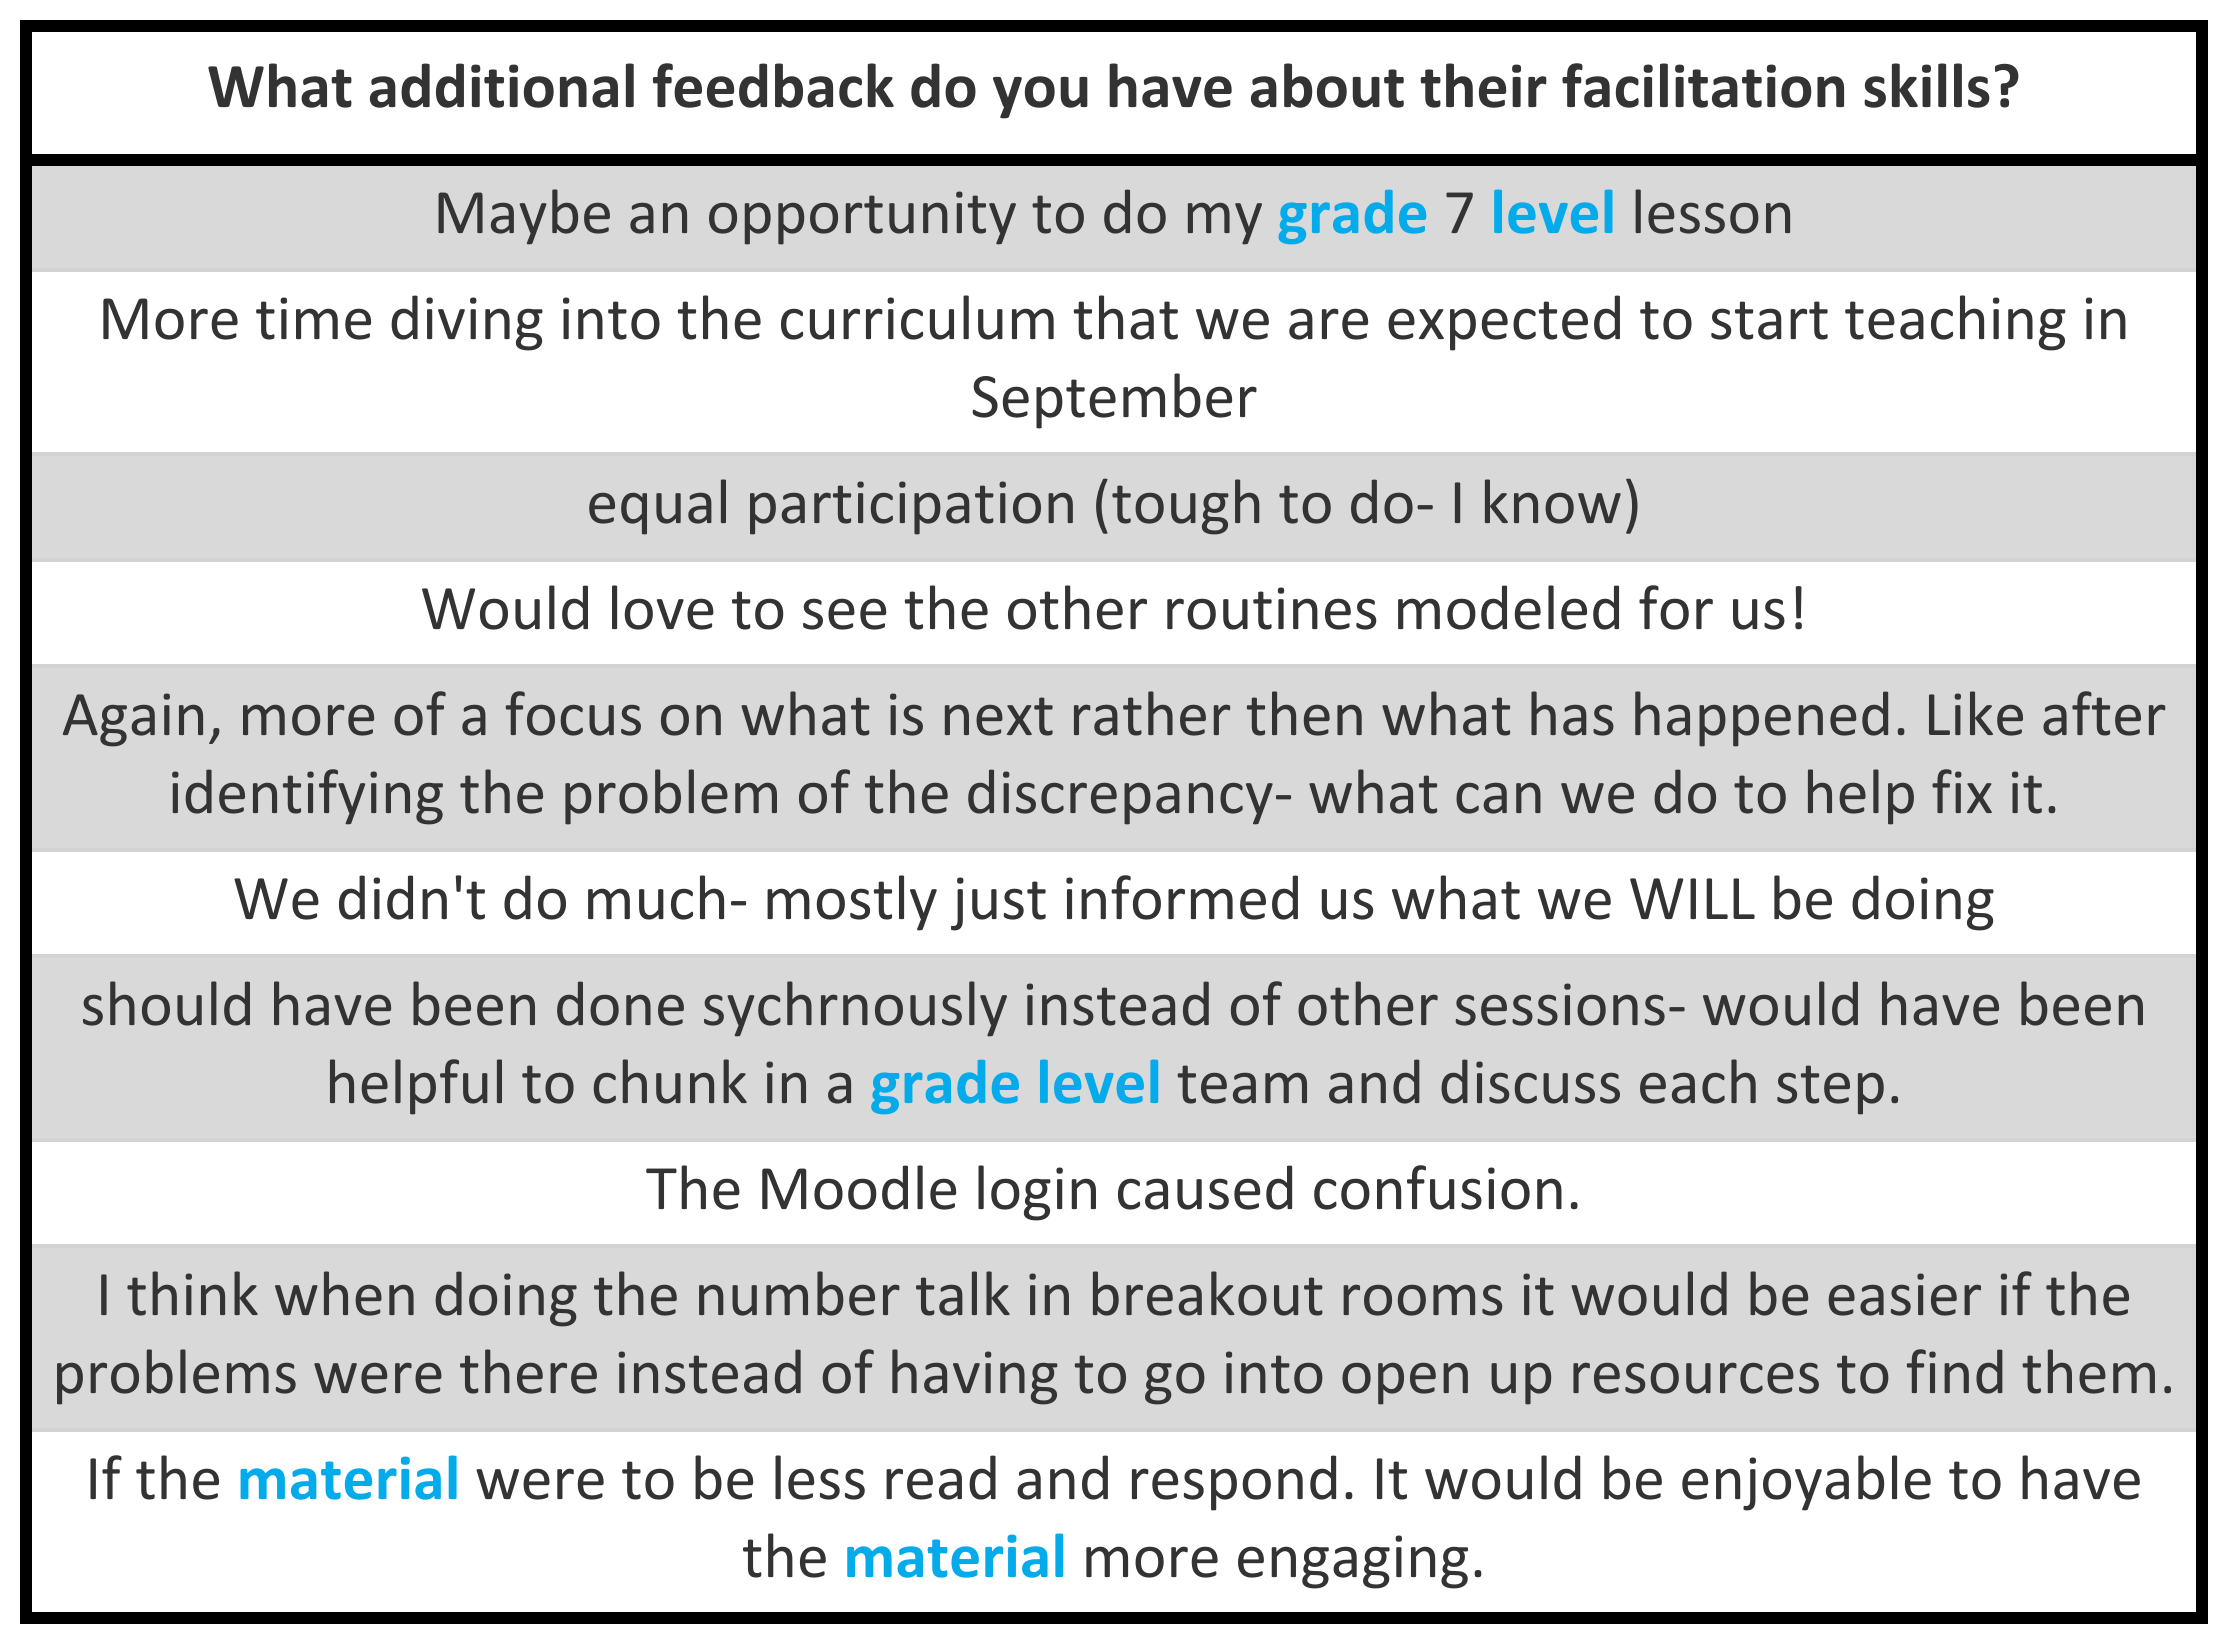 What additional feedback do you have about their facilitation skills?
Maybe an opportunity to do my grade 7 level lesson
More time diving into the curriculum that we are expected to start teaching in
September
equal participation (tough to do- I know)
Would love to see the other routines modeled for us!
Again, more of a focus on what is next rather then what has happened. Like after
identifying the problem of the discrepancy- what can we do to help fix it.
We didn't do much- mostly just informed us what we WILL be doing
should have been done sychrnously instead of other sessions- would have been
helpful to chunk in a grade level team and discuss each step.
The Moodle login caused confusion.
I think when doing the number talk in breakout rooms it would be easier if the
problems were there instead of having to go into open up resources to find them.
If the material were to be less read and respond. It would be enjoyable to have
the material more engaging.